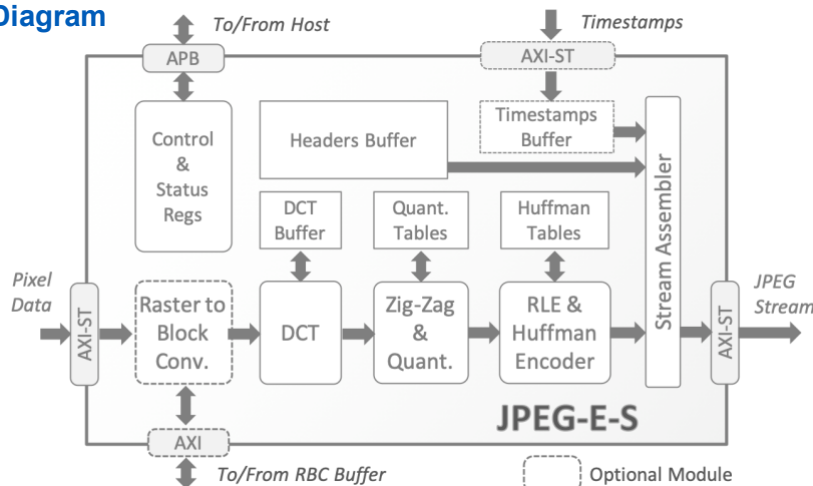 Diagram
To/From Host
Timestamps
APB
AXI-ST
Control
&
Status
Regs
Headers Buffer
Timestamps
Buffer
DCT
Buffer
Quant.
Tables
Huffman
Tables
Stream Assembler
Pixel
Data
AXI-ST
Raster to
Block
Conv.
DCT
Zig-Zag
&
Quant.
RLE &
Huffman
Encoder
AXI-ST
JPEG
Stream
JPEG-E-S
AXI
To/From RBC Buffer
Optional Module